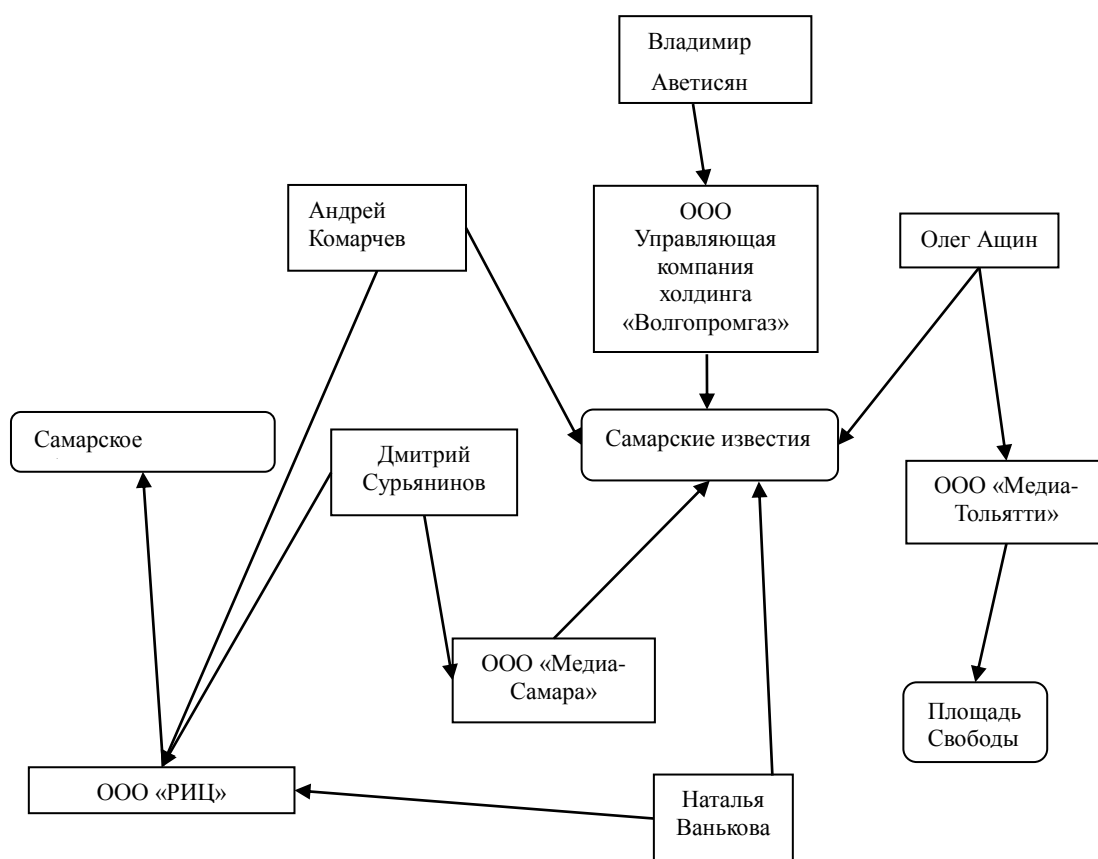 Владимир
Аветисян
Андрей
Комарчев
ООО
Управляющая
компания
холдинга
«Волгопромгаз»
Олег Ащин
Самарское
Дмитрий
Сурьянинов
Самарские известия
ООО «Медиа-
Тольятти»
ООО «Медиа-
Самара»
Площадь
Свободы
ООО «РИЦ»
Наталья
Ванькова